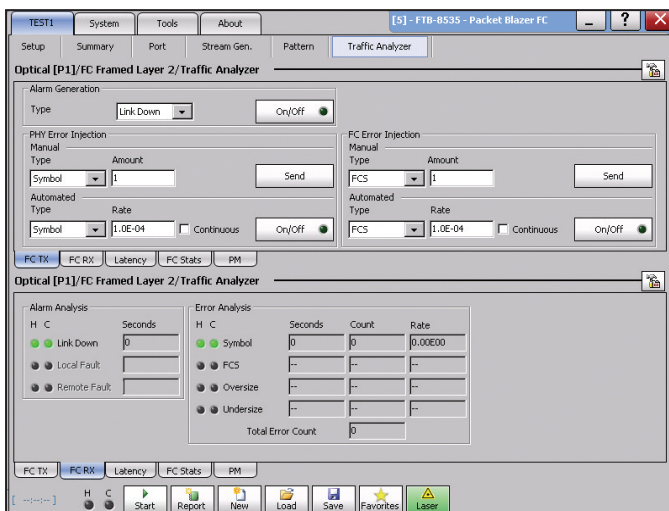 TEST1 System Tools About [5] - FTB-8535 - Packet Blazer FC _ ? X
Setup Summary Port Stream Gen. Pattern Traffic Analyzer
Optical [P1]/FC Framed Layer 2/Traffic Analyzer
Alarm Generation
Type Link Down On/Off
PHY Error Injection FC Error Injection
Manual Manual
Type Amount Type Amount
Symbol 1 Send FCS 1 Send
Automated Automated
Type Rate Type Rate
Symbol 1.0E-04 Continuous On/Off FCS 1.0E-04 Continuous On/Off
FC TX FC RX Latency FC Stats PM
Optical [P1]/FC Framed Layer 2/Traffic Analyzer
Alarm Analysis Error Analysis
H C Seconds H C Seconds Count Rate
Link Down 0 Symbol 0 0 0.00E00
Local Fault FCS -- -- --
Remote Fault Oversize -- -- --
Undersize -- -- --
Total Error Count 0
FC TX FC RX Latency FC Stats PM
[ --:--:-- ] H C Start Report New Load Save Favorites Laser